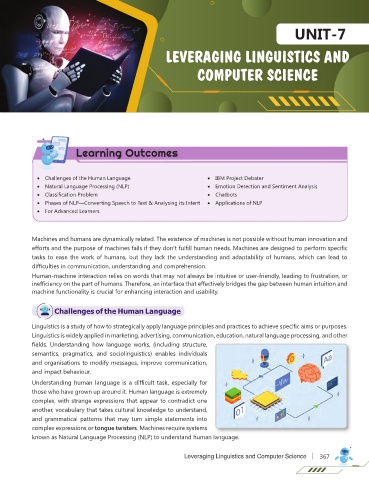 UNIT-7
LEVERAGING LINGUISTICS AND
COMPUTER SCIENCE
Learning Outcomes
• Challenges of the Human Language
• Natural Language Processing (NLP)
• Classification Problem
• Phases of NLP—Converting Speech to Text & Analysing its Intent
• For Advanced Learners
• IBM Project Debater
• Emotion Detection and Sentiment Analysis
• Chatbots
• Applications of NLP
Machines and humans are dynamically related. The existence of machines is not possible without human innovation and
efforts and the purpose of machines fails if they don't fulfill human needs. Machines are designed to perform specific
tasks to ease the work of humans, but they lack the understanding and adaptability of humans, which can lead to
difficulties in communication, understanding and comprehension.
Human-machine interaction relies on words that may not always be intuitive or user-friendly, leading to frustration, or
inefficiency on the part of humans. Therefore, an interface that effectively bridges the gap between human intuition and
machine functionality is crucial for enhancing interaction and usability.
Challenges of the Human Language
Linguistics is a study of how to strategically apply language principles and practices to achieve specific aims or purposes.
Linguistics is widely applied in marketing, advertising, communication, education, natural language processing, and other
fields. Understanding how language works, (including structure,
semantics, pragmatics, and sociolinguistics) enables individuals
and organisations to modify messages, improve communication,
and impact behaviour.
Understanding human language is a difficult task, especially for
those who have grown up around it. Human language is extremely
complex, with strange expressions that appear to contradict one
another, vocabulary that takes cultural knowledge to understand,
and grammatical patterns that may turn simple statements into
complex expressions or tongue twisters. Machines require systems
known as Natural Language Processing (NLP) to understand human language.
Aa
01
Leveraging Linguistics and Computer Science | 367